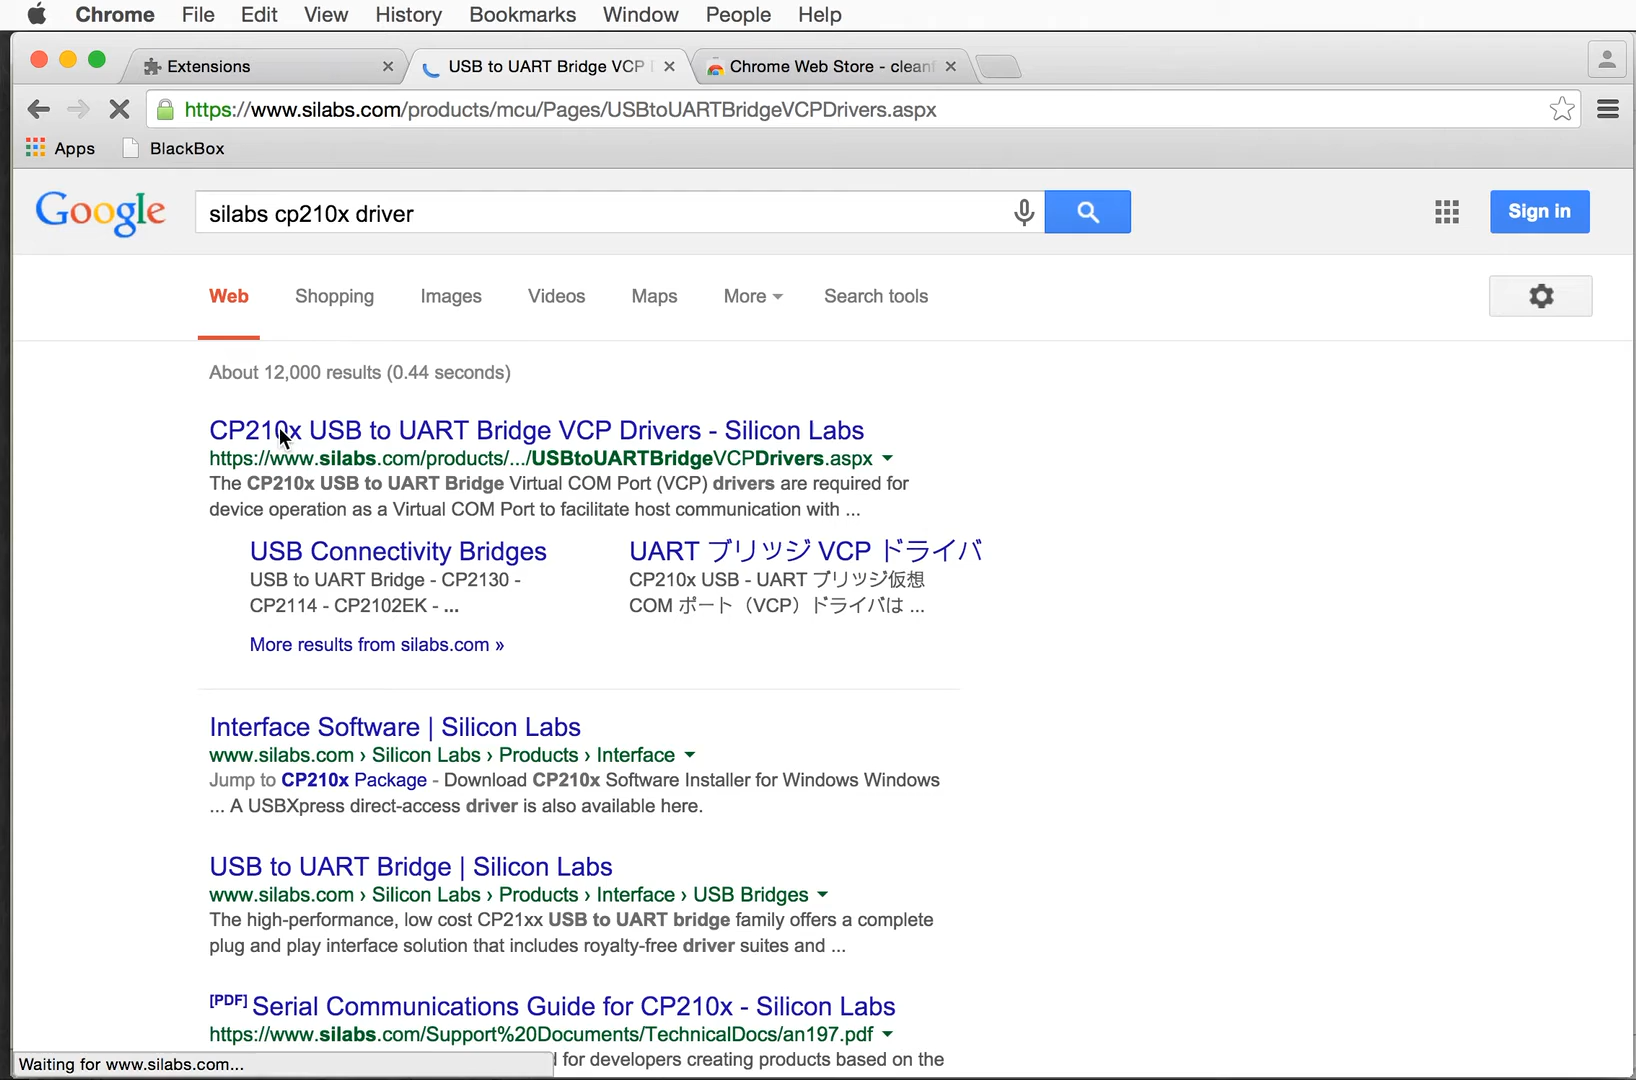 Chrome File Edit View History Bookmarks Window People Help
Extensions
USB to UART Bridge VCP
Chrome Web Store - clean
https://www.silabs.com/products/mcu/Pages/USBtoUARTBridgeVCPDrivers.aspx
Apps BlackBox
Google
silabs cp210x driver
Sign in
Web Shopping Images Videos Maps More Search tools
About 12,000 results (0.44 seconds)
CP210x USB to UART Bridge VCP Drivers - Silicon Labs
https://www.silabs.com/products/.../USBtoUARTBridgeVCPDrivers.aspx
The CP210x USB to UART Bridge Virtual COM Port (VCP) drivers are required for
device operation as a Virtual COM Port to facilitate host communication with ...
USB Connectivity Bridges
USB to UART Bridge - CP2130 -
CP2114 - CP2102EK - ...
UART ブリッジ VCP ドライバ
CP210x USB - UART ブリッジ仮想
COM ポート（VCP）ドライバは ...
More results from silabs.com »
Interface Software | Silicon Labs
www.silabs.com › Silicon Labs › Products › Interface
Jump to CP210x Package - Download CP210x Software Installer for Windows Windows
... A USBXpress direct-access driver is also available here.
USB to UART Bridge | Silicon Labs
www.silabs.com › Silicon Labs › Products › Interface › USB Bridges
The high-performance, low cost CP21xx USB to UART bridge family offers a complete
plug and play interface solution that includes royalty-free driver suites and ...
[PDF] Serial Communications Guide for CP210x - Silicon Labs
https://www.silabs.com/Support%20Documents/TechnicalDocs/an197.pdf
for developers creating products based on the
Waiting for www.silabs.com...